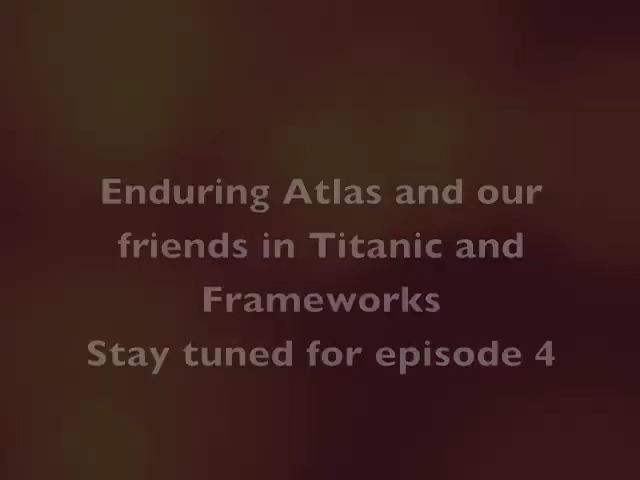 Enduring Atlas and our
friends in Titanic and
Frameworks
Stay tuned for episode 4